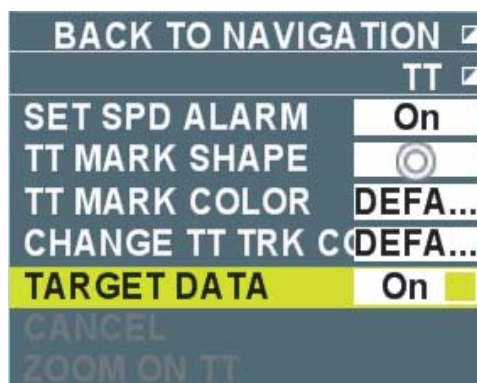 BACK TO NAVIGATION
TT
SET SPD ALARM On
TT MARK SHAPE
TT MARK COLOR DEFA...
CHANGE TT TRK CO DEFA...
TARGET DATA On
CANCEL
ZOOM ON TT